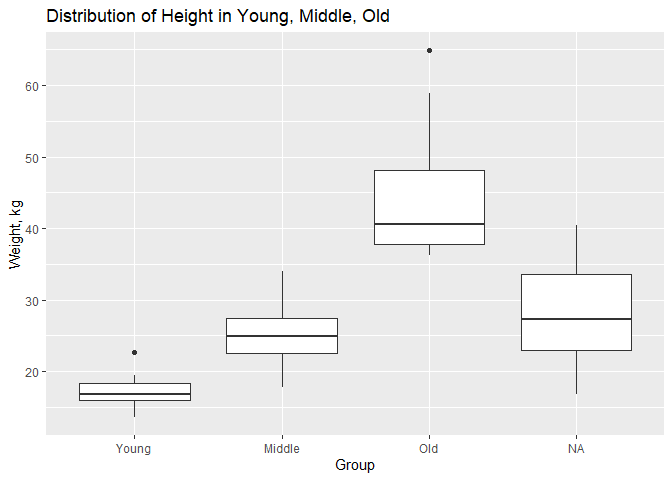 Distribution of Height in Young, Middle, Old
Weight, kg
60
50
40
30
20
Young Middle Old NA
Group